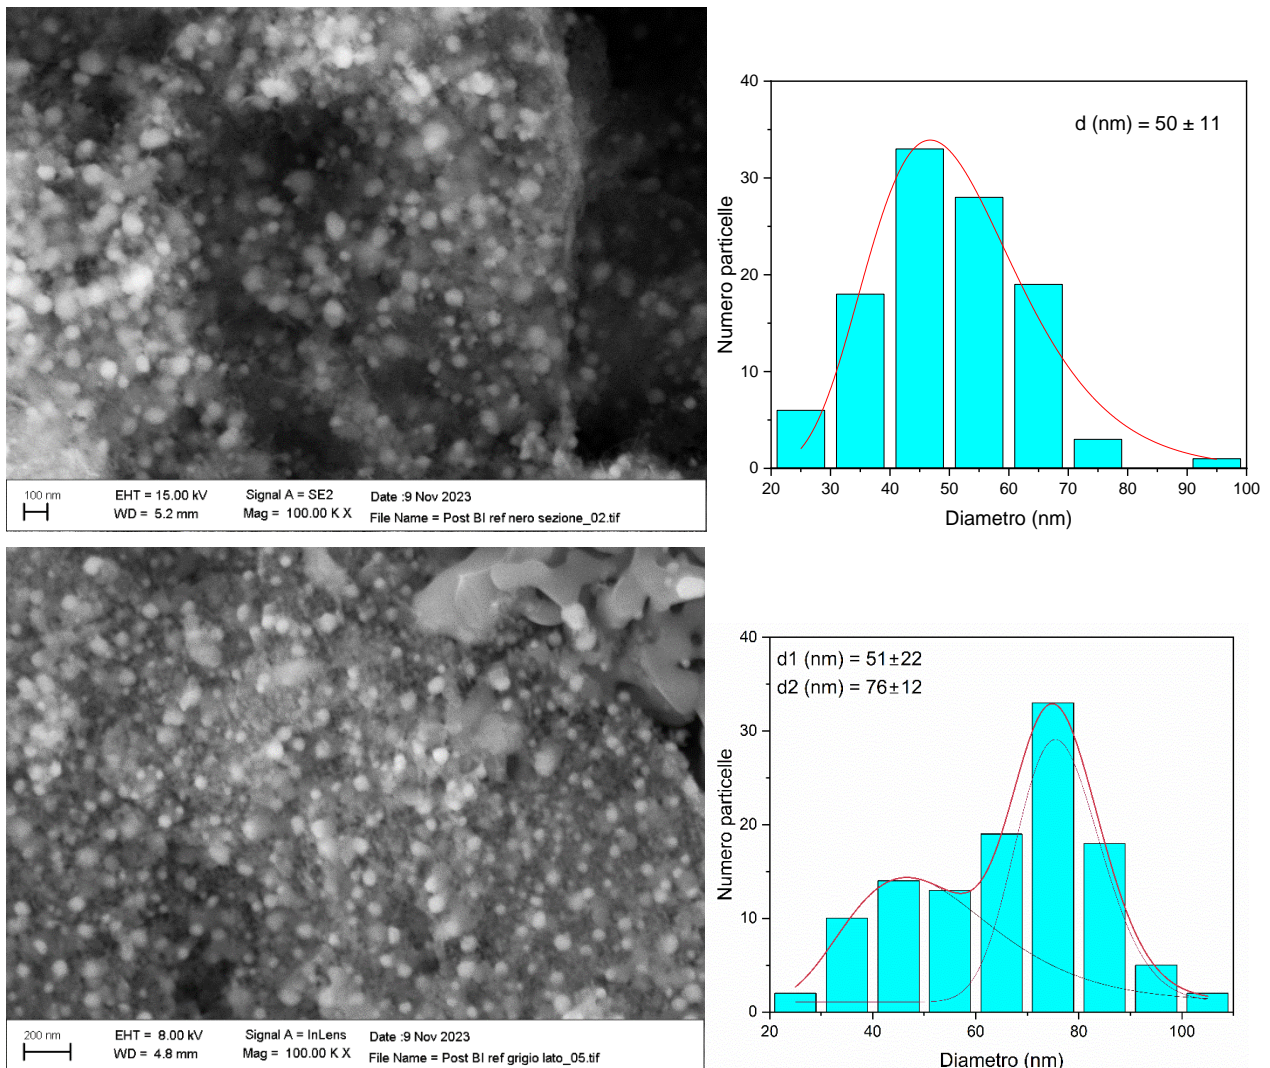 100 nm
EHT = 15.00 kV
Signal A = SE2
Date :9 Nov 2023
WD = 5.2 mm
Mag = 100.00 K X
File Name = Post BI ref nero sezione_02.tif
d (nm) = 50 ± 11
Numero particelle
40
30
20
10
0
20 30 40 50 60 70 80 90 100
Diametro (nm)
200 nm
EHT = 8.00 kV
Signal A = InLens
Date :9 Nov 2023
WD = 4.8 mm
Mag = 100.00 K X
File Name = Post BI ref grigio lato_05.tif
d1 (nm) = 51±22
d2 (nm) = 76±12
Numero particelle
40
30
20
10
0
20 40 60 80 100
Diametro (nm)